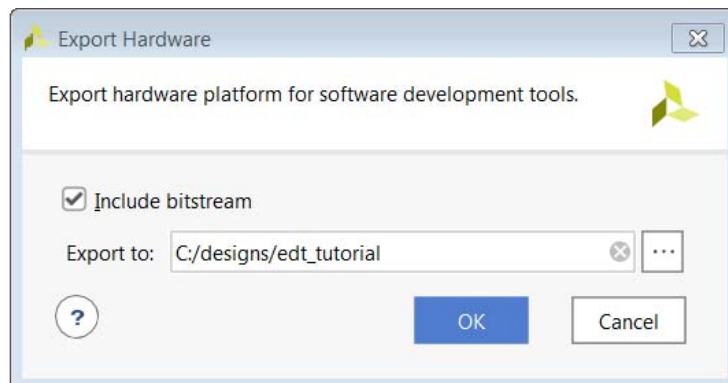 Export Hardware
Export hardware platform for software development tools.
Include bitstream
Export to: C:/designs/edt_tutorial ...
? OK Cancel